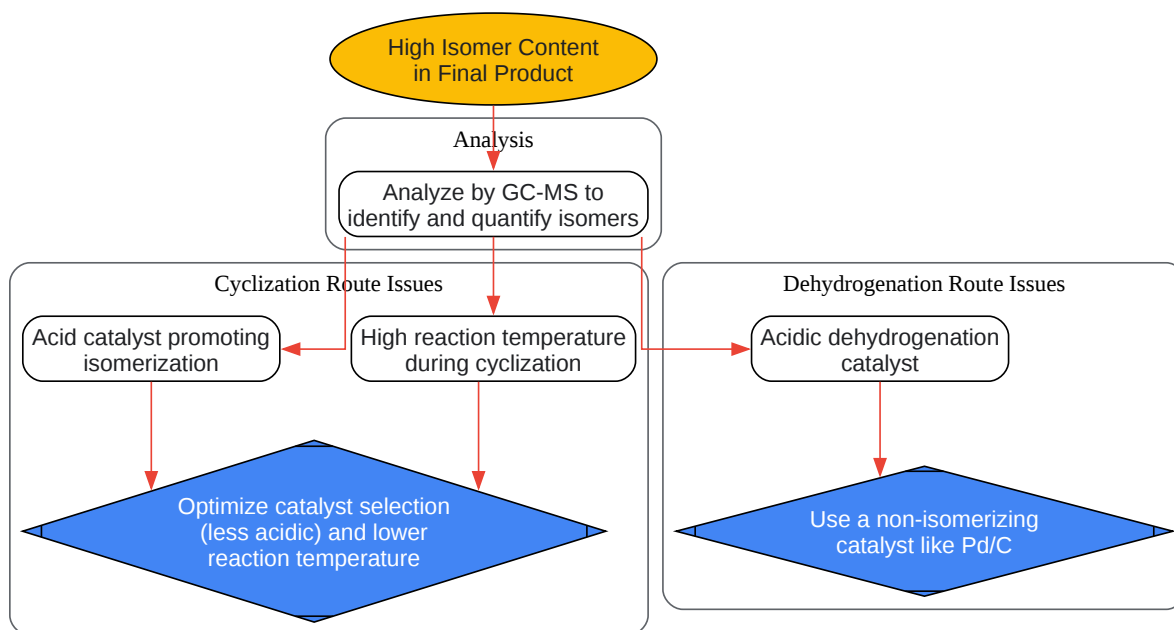 High Isomer Content
in Final Product
Analysis
Analyze by GC-MS to
identify and quantify isomers
Cyclization Route Issues
Acid catalyst promoting
isomerization
High reaction temperature
during cyclization
Optimize catalyst selection
(less acidic) and lower
reaction temperature
Dehydrogenation Route Issues
Acidic dehydrogenation
catalyst
Use a non-isomerizing
catalyst like Pd/C